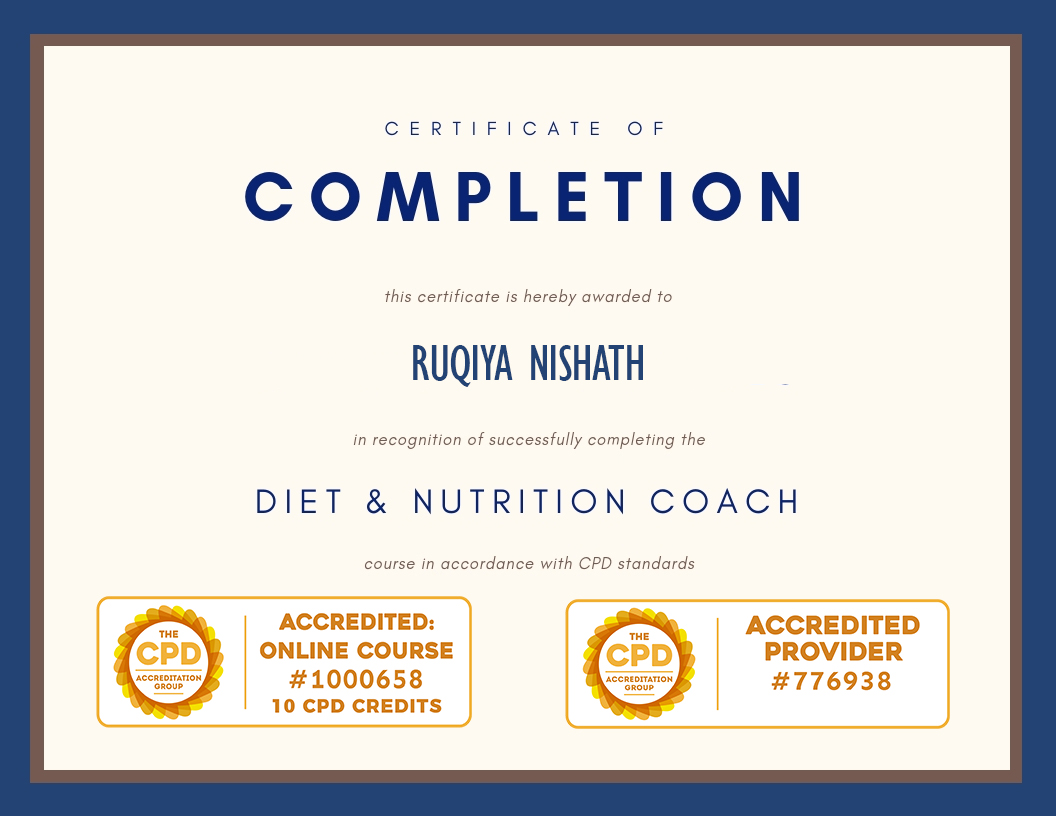 CERTIFICATE OF
COMPLETION
this certificate is hereby awarded to
RUQIYA NISHATH
in recognition of successfully completing the
DIET & NUTRITION COACH
course in accordance with CPD standards
THE
CPD
ACCREDITATION
GROUP
ACCREDITED:
ONLINE COURSE
#1000658
10 CPD CREDITS
THE
CPD
ACCREDITATION
GROUP
ACCREDITED
PROVIDER
#776938